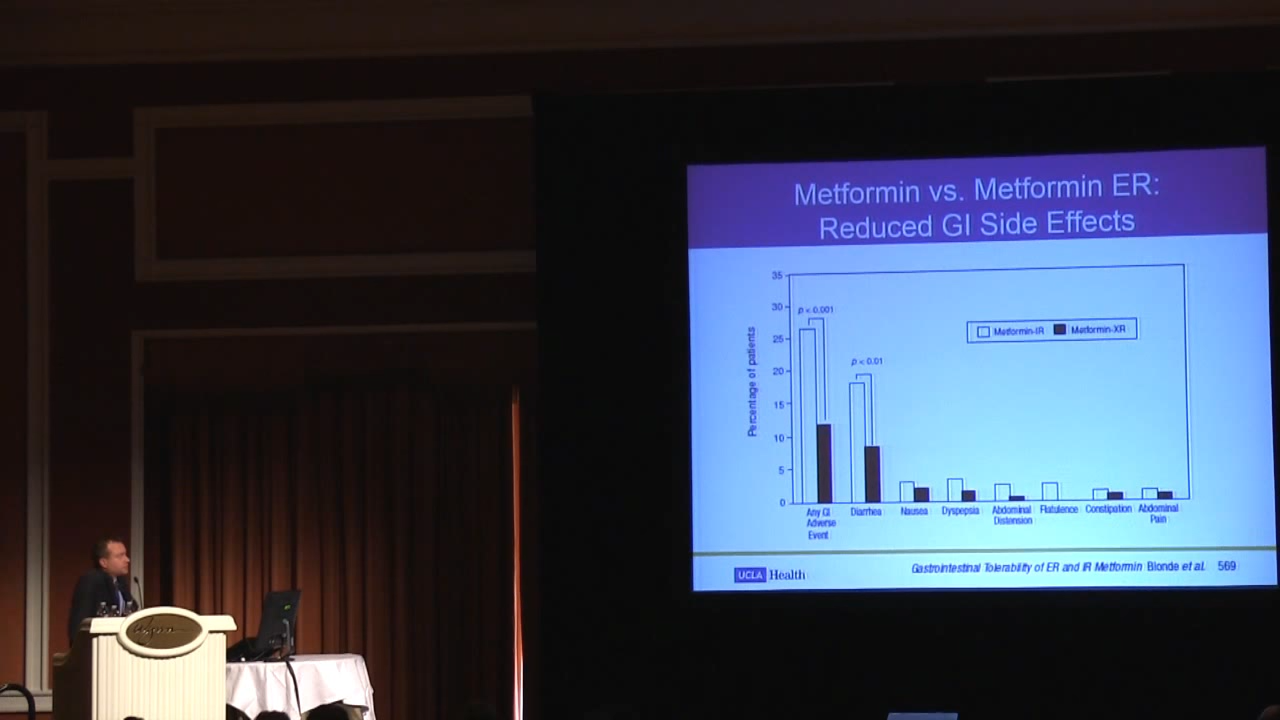 Metformin vs. Metformin ER:
Reduced GI Side Effects
35
30
25
20
15
10
5
0
Percentage of patients
p < 0.001
p < 0.01
Metformin-IR
Metformin-XR
Any GI
Adverse
Event
Diarrhea
Nausea
Dyspepsia
Abdominal
Distension
Flatulence
Constipation
Abdominal
Pain
UCLA Health
Gastrointestinal Tolerability of ER and IR Metformin Blonde et al. 569